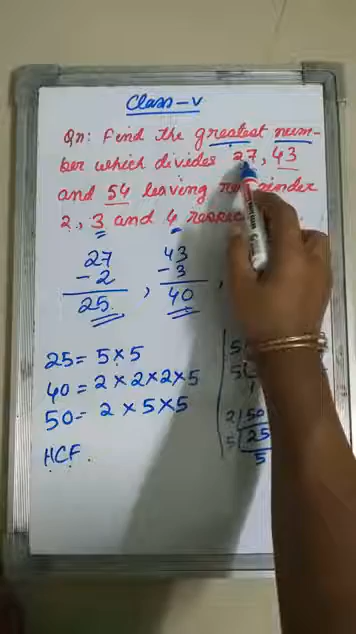 Class-V
Qn: Find the greatest num-
ber which divides 27, 43
and 54 leaving
2, 3 and 4
27 43
-2 , -3 ,
25 40
25 = 5 × 5
40 = 2 × 2 × 2 × 5
50 = 2 × 5 × 5
2 50
5 25
5
HCF.